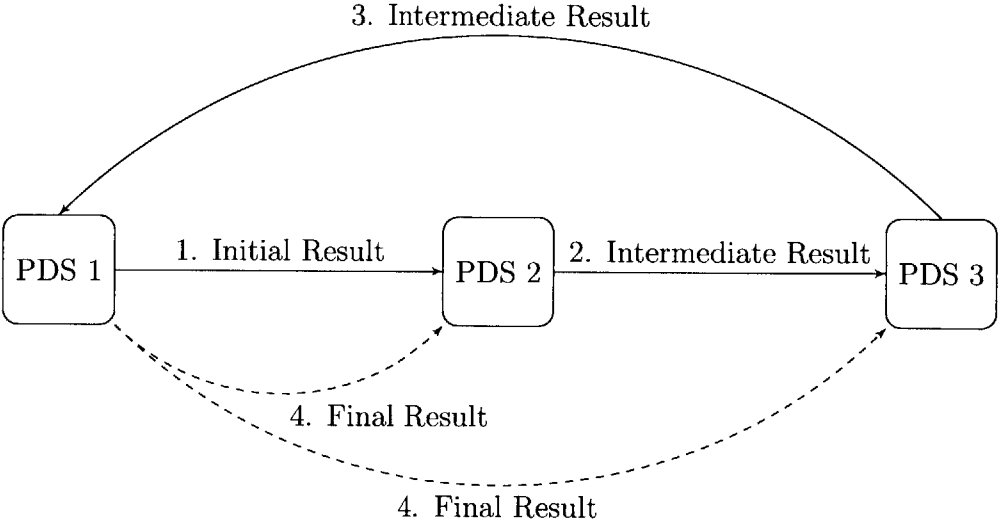 3. Intermediate Result
PDS 1
1. Initial Result
PDS 2
2. Intermediate Result
PDS 3
4. Final Result
4. Final Result